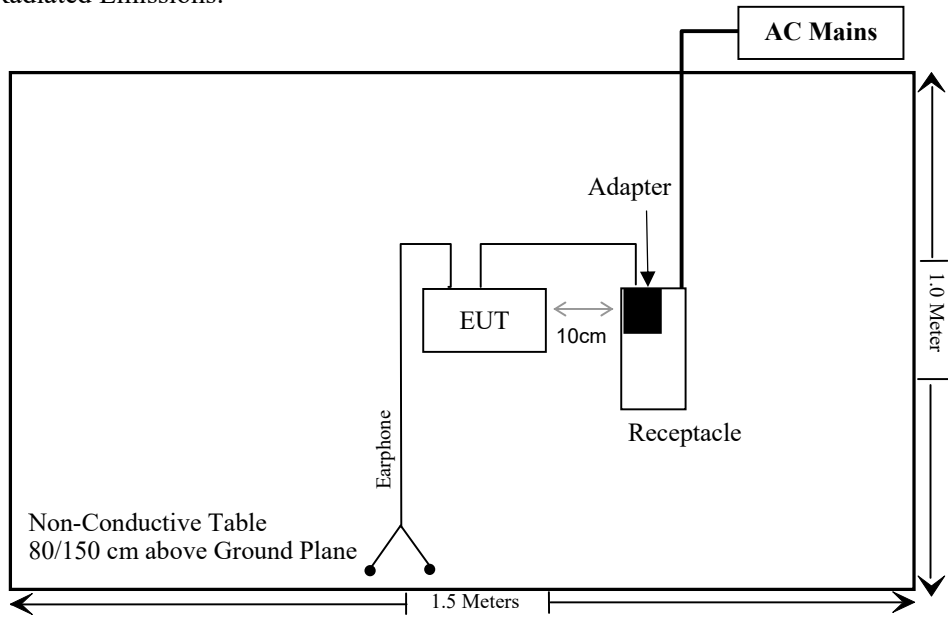 Radiated Emissions:
AC Mains
Adapter
EUT
10cm
1.0 Meter
Receptacle
Earphone
Non-Conductive Table
80/150 cm above Ground Plane
1.5 Meters